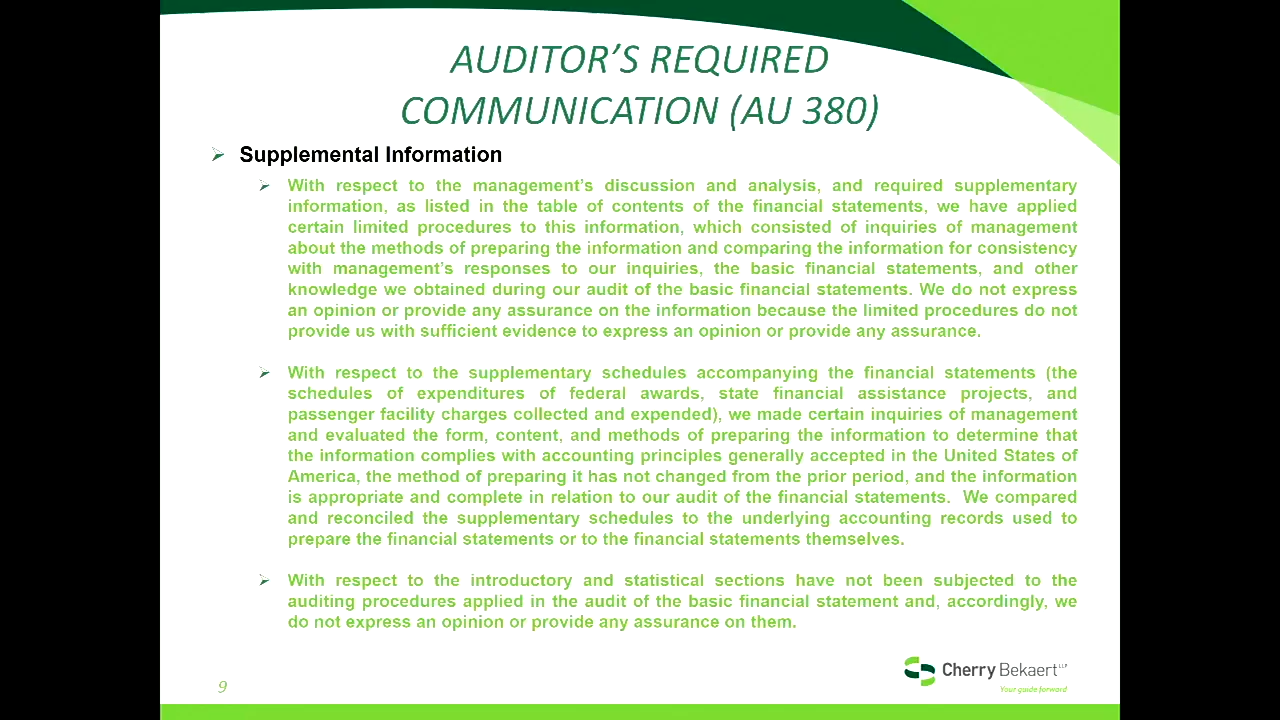 AUDITOR'S REQUIRED
COMMUNICATION (AU 380)
Supplemental Information
With respect to the management's discussion and analysis, and required supplementary
information, as listed in the table of contents of the financial statements, we have applied
certain limited procedures to this information, which consisted of inquiries of management
about the methods of preparing the information and comparing the information for consistency
with management's responses to our inquiries, the basic financial statements, and other
knowledge we obtained during our audit of the basic financial statements. We do not express
an opinion or provide any assurance on the information because the limited procedures do not
provide us with sufficient evidence to express an opinion or provide any assurance.
With respect to the supplementary schedules accompanying the financial statements (the
schedules of expenditures of federal awards, state financial assistance projects, and
passenger facility charges collected and expended), we made certain inquiries of management
and evaluated the form, content, and methods of preparing the information to determine that
the information complies with accounting principles generally accepted in the United States of
America, the method of preparing it has not changed from the prior period, and the information
is appropriate and complete in relation to our audit of the financial statements. We compared
and reconciled the supplementary schedules to the underlying accounting records used to
prepare the financial statements or to the financial statements themselves.
With respect to the introductory and statistical sections have not been subjected to the
auditing procedures applied in the audit of the basic financial statement and, accordingly, we
do not express an opinion or provide any assurance on them.
Cherry Bekaert LLP
Your guide forward
9